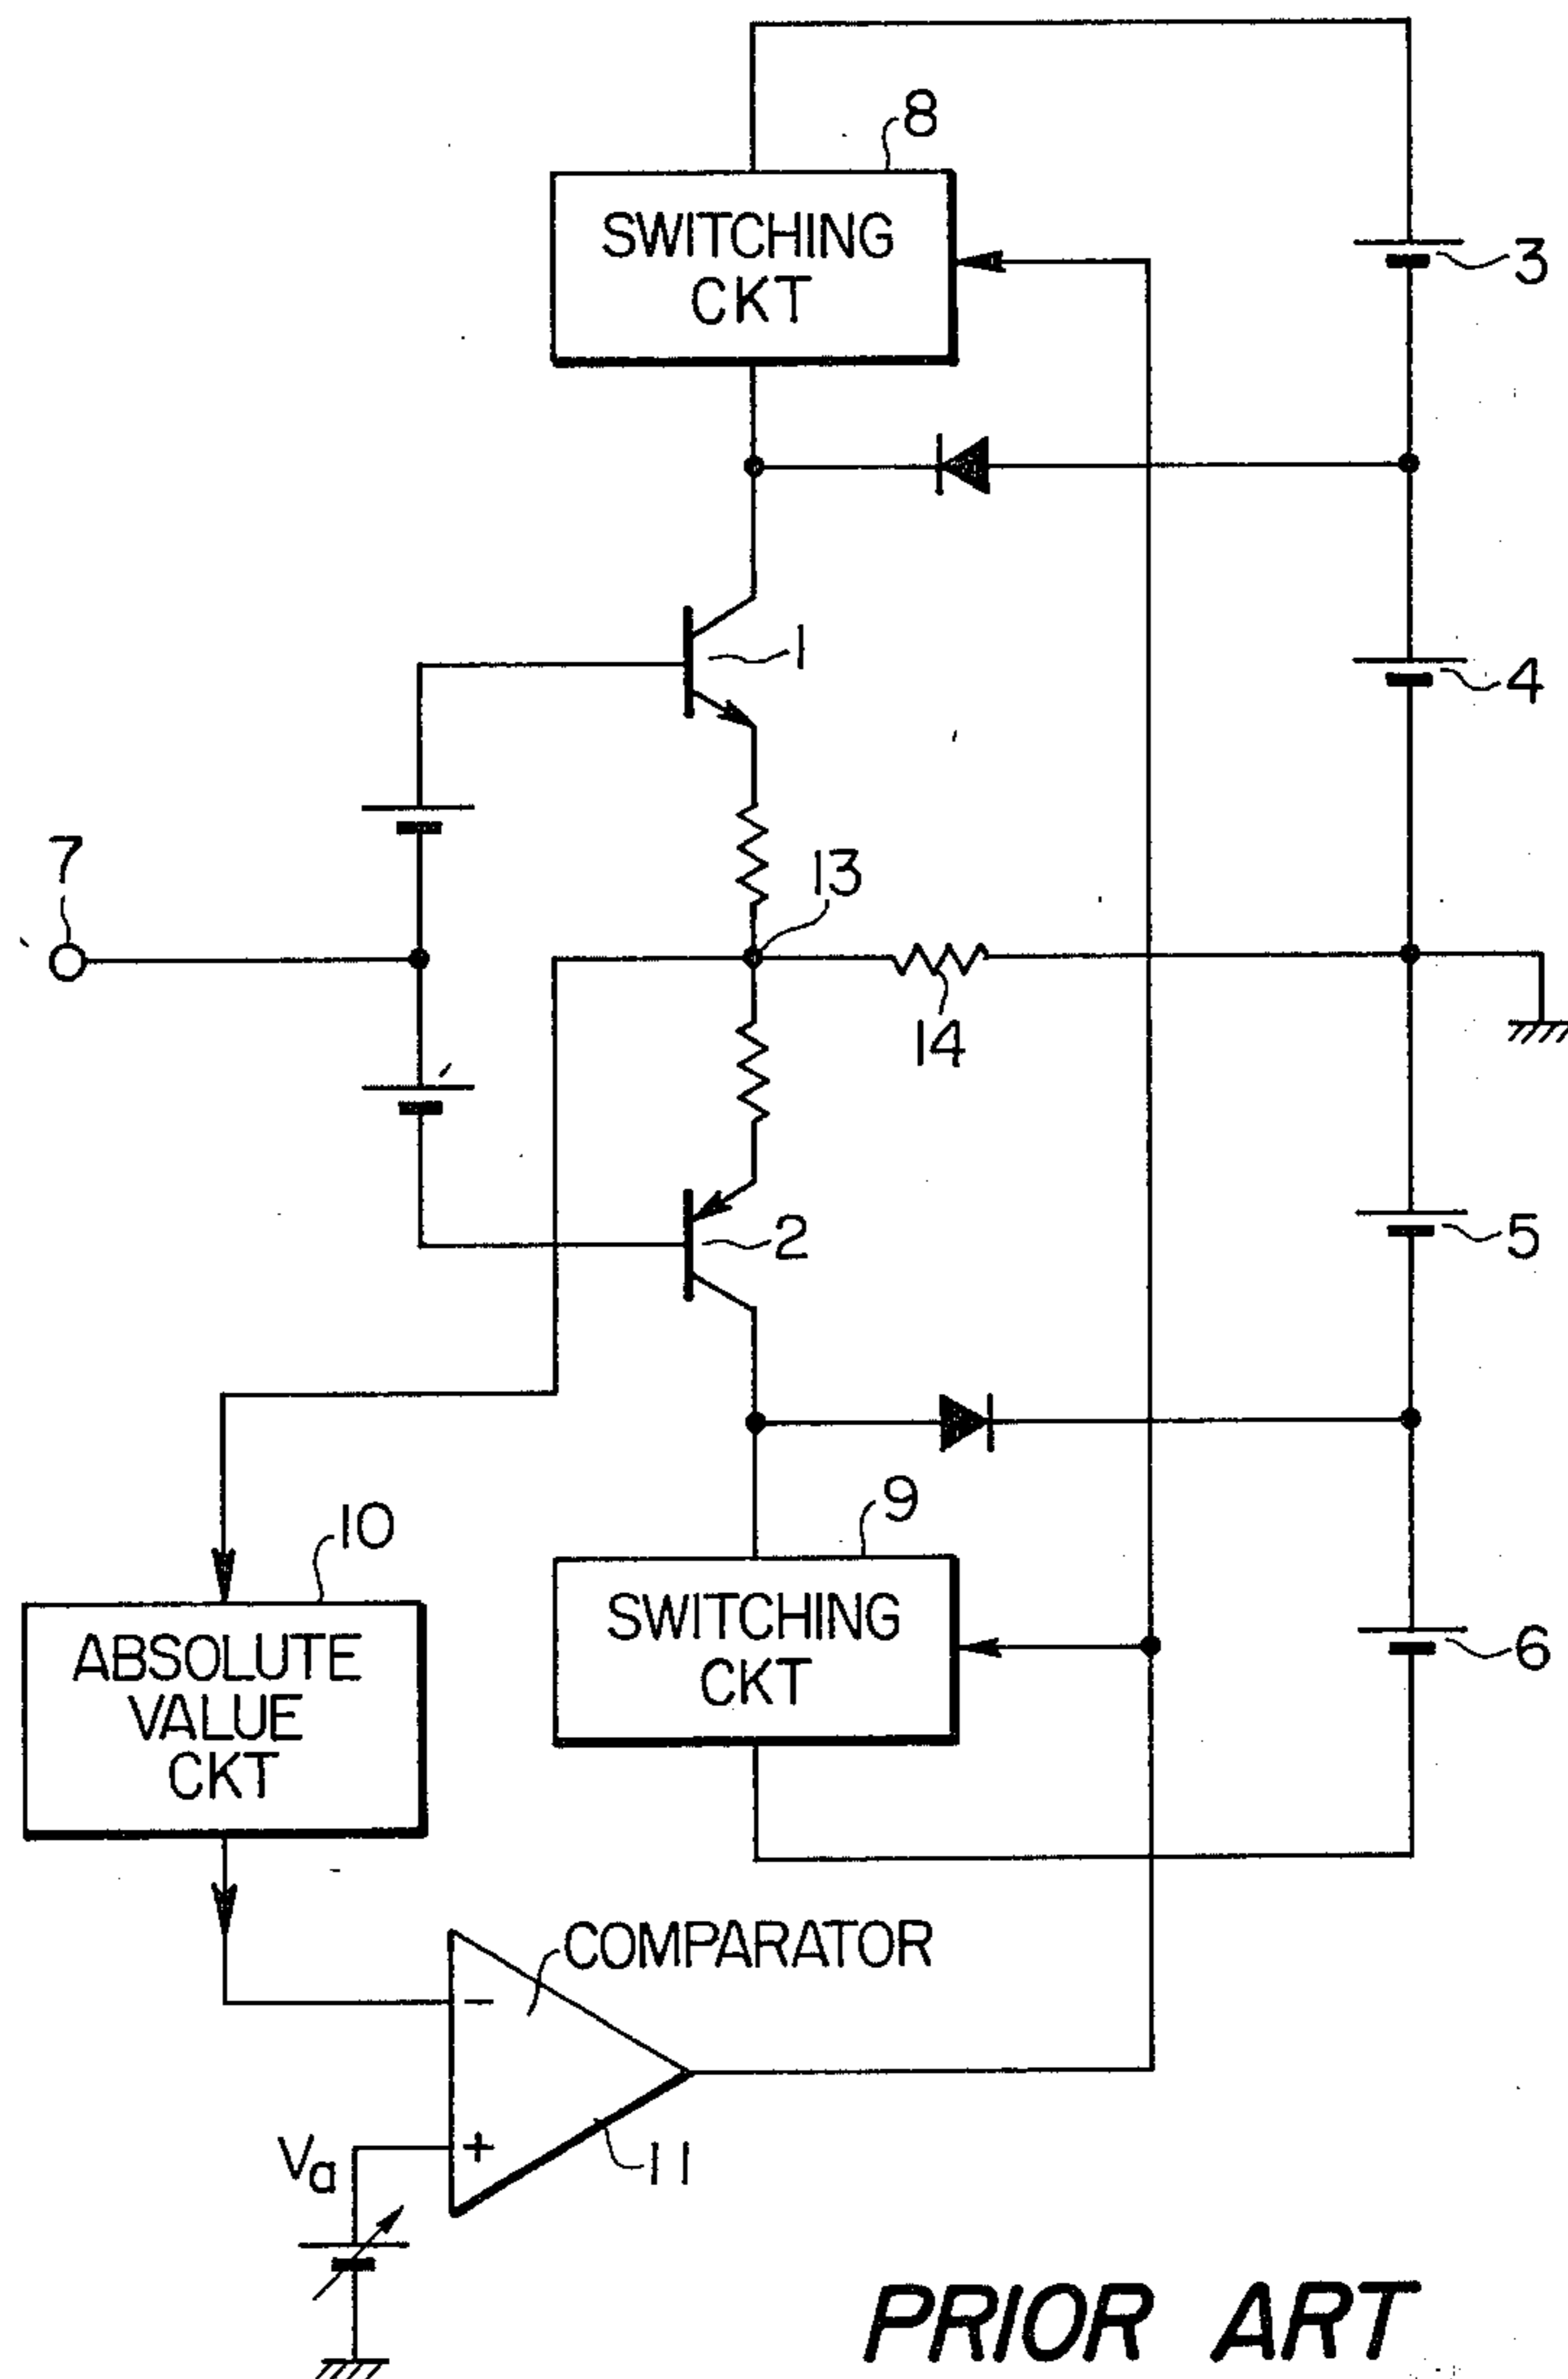 8
SWITCHING
CKT
3
1
4
7
13
14
2
5
9
10
SWITCHING
CKT
6
ABSOLUTE
VALUE
CKT
COMPARATOR
−
+
Va
11
PRIOR ART